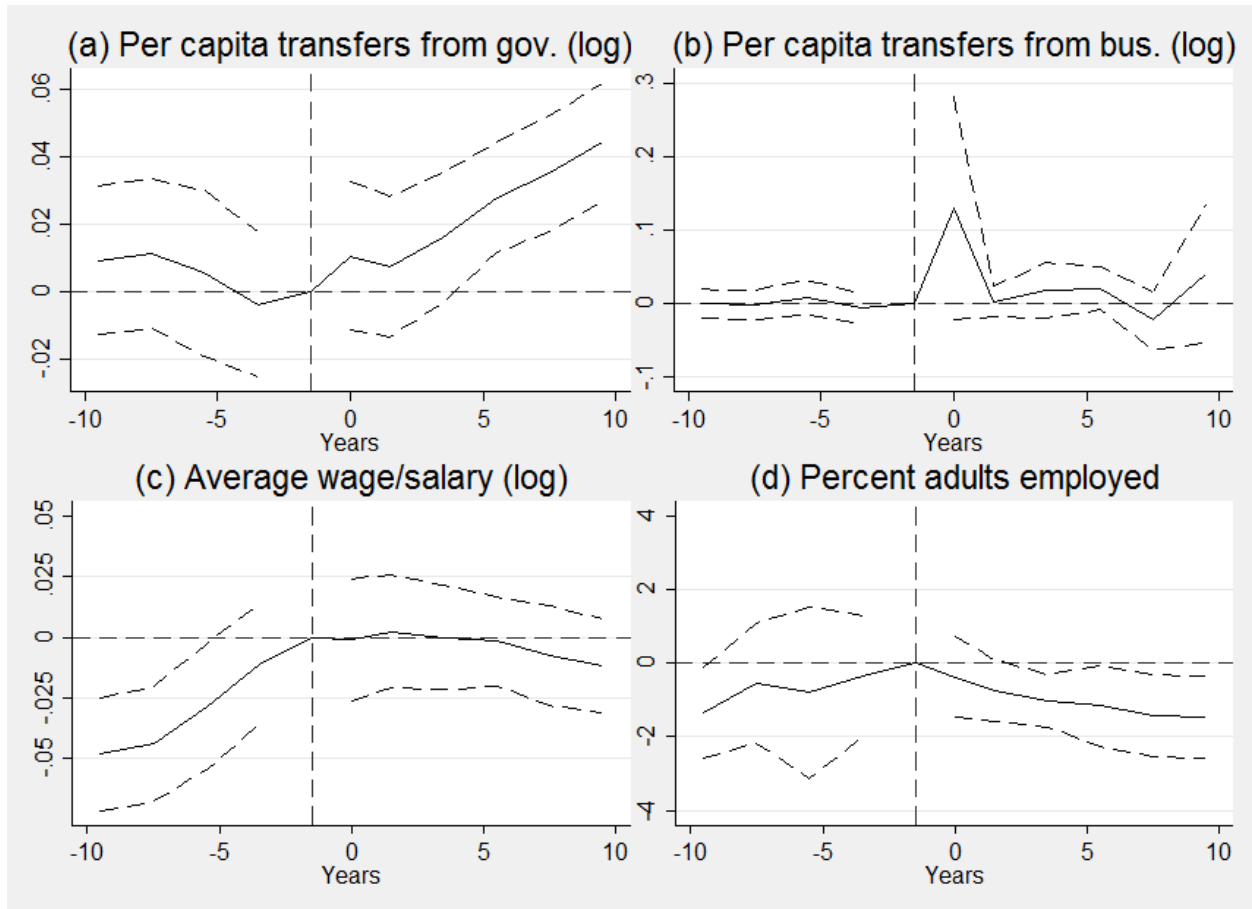 (a) Per capita transfers from gov. (log)
.06
.04
.02
0
-.02
-10 -5 0 5 10
Years
(b) Per capita transfers from bus. (log)
.3
.2
.1
0
-.1
-10 -5 0 5 10
Years
(c) Average wage/salary (log)
.05
.025
0
-.025
-.05
-10 -5 0 5 10
Years
(d) Percent adults employed
4
2
0
-2
-4
-10 -5 0 5 10
Years